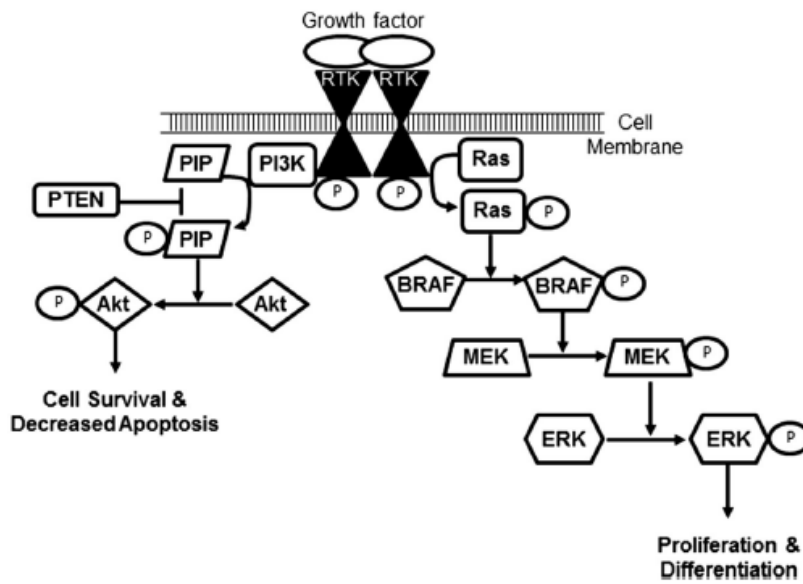 Growth factor
RTK RTK
Cell
Membrane
PIP
PI3K
Ras
P
P
PTEN
Ras
P
P
PIP
BRAF
BRAF
P
P
Akt
Akt
MEK
MEK
P
Cell Survival &
Decreased Apoptosis
ERK
ERK
P
Proliferation &
Differentiation